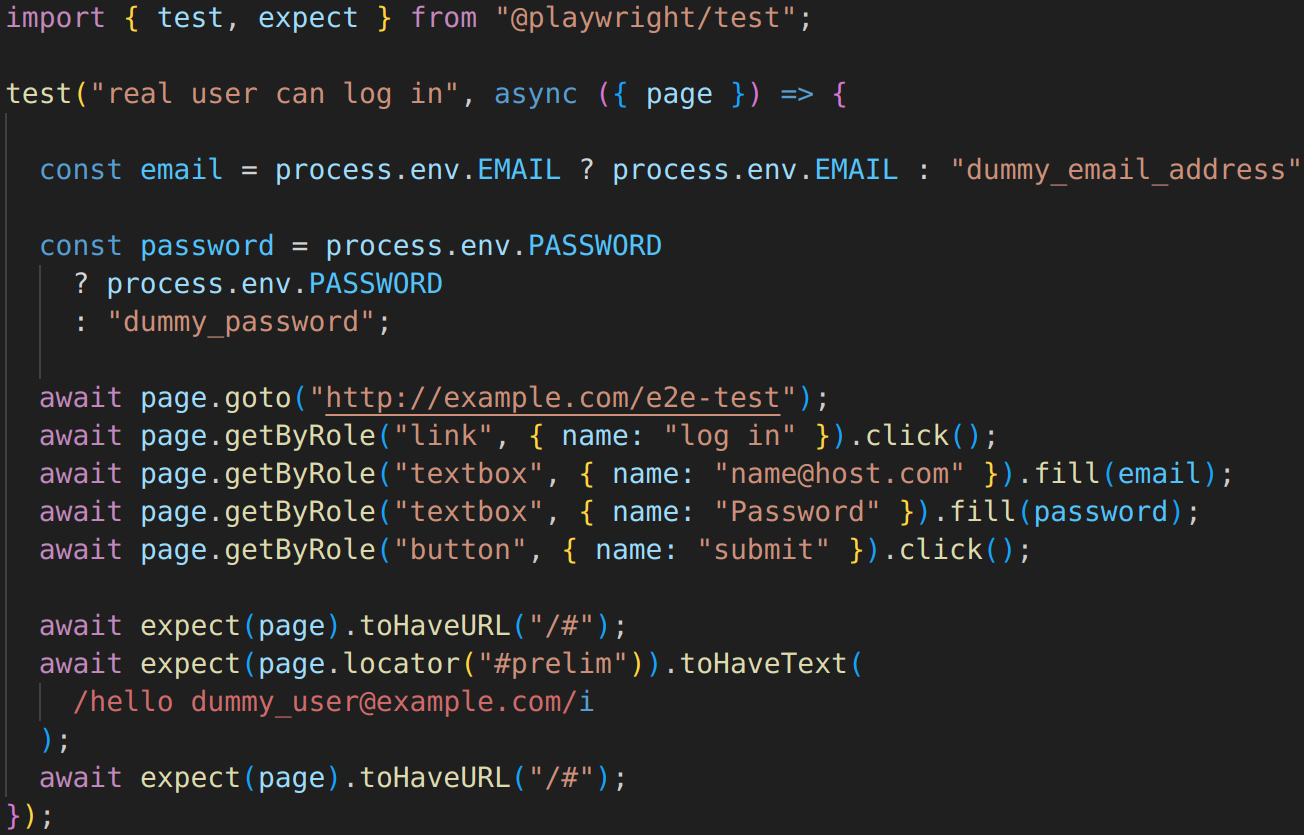 import { test, expect } from "@playwright/test";
test("real user can log in", async ({ page }) => {
const email = process.env.EMAIL ? process.env.EMAIL : "dummy_email_address"
const password = process.env.PASSWORD
? process.env.PASSWORD
: "dummy_password";
await page.goto("http://example.com/e2e-test");
await page.getByRole("link", { name: "log in" }).click();
await page.getByRole("textbox", { name: "name@host.com" }).fill(email);
await page.getByRole("textbox", { name: "Password" }).fill(password);
await page.getByRole("button", { name: "submit" }).click();
await expect(page).toHaveURL("/#");
await expect(page.locator("#prelim")).toHaveText(
/hello dummy_user@example.com/i
);
await expect(page).toHaveURL("/#");
});